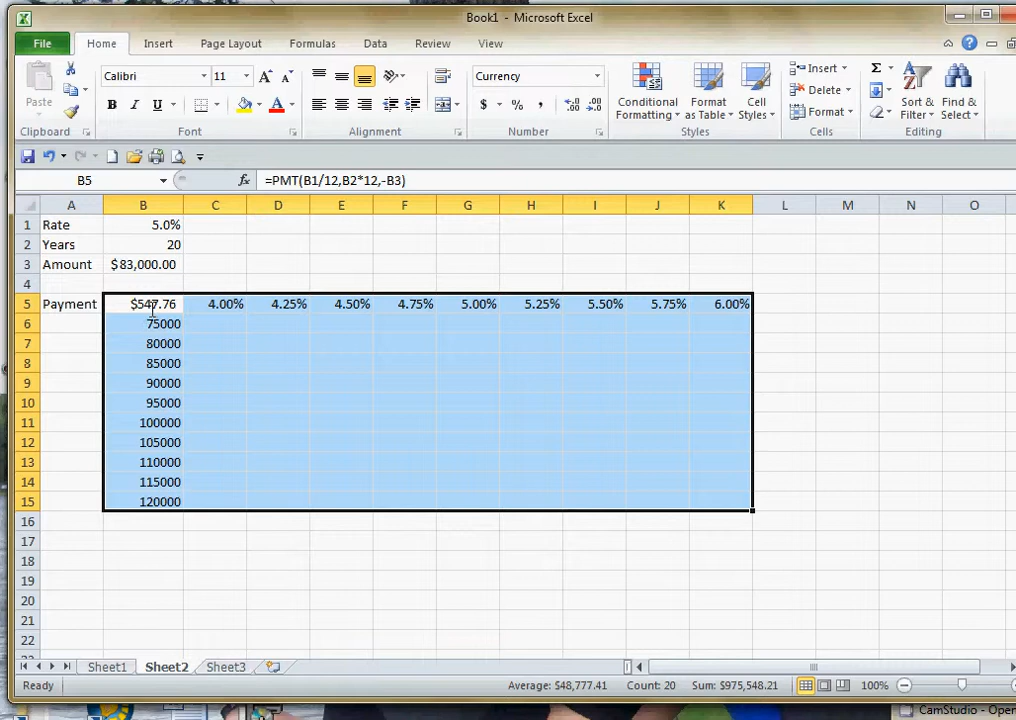 Book1 - Microsoft Excel
File Home Insert Page Layout Formulas Data Review View
Paste
Calibri 11 A A
Currency
Conditional Formatting
Format as Table
Cell Styles
Insert
Delete
Format
Σ
Sort & Filter
Find & Select
B I U A
$ % ,
Clipboard Font Alignment Number Styles Cells Editing
B5 fx =PMT(B1/12,B2*12,-B3)
A B C D E F G H I J K L M N O
1 Rate 5.0%
2 Years 20
3 Amount $83,000.00
4
5 Payment $547.76 4.00% 4.25% 4.50% 4.75% 5.00% 5.25% 5.50% 5.75% 6.00%
6 75000
7 80000
8 85000
9 90000
10 95000
11 100000
12 105000
13 110000
14 115000
15 120000
16
17
18
19
20
21
22
Sheet1 Sheet2 Sheet3
Ready Average: $48,777.41 Count: 20 Sum: $975,548.21 100%
CamStudio - Open